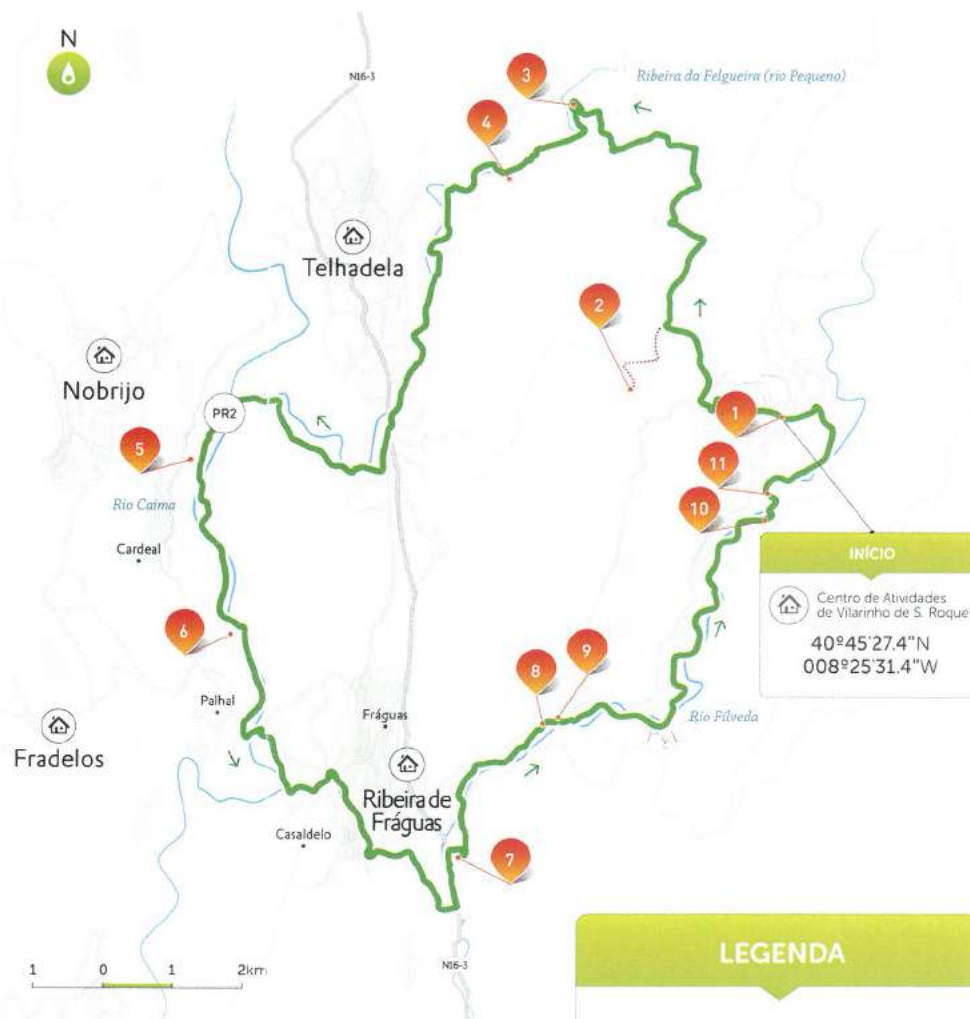 N
N16-3
3
Ribeira da Felgueira (rio Pequeno)
4
Telhadela
2
Nobrijo
PR2
1
5
11
Rio Caima
10
Cardeal
INÍCIO
Centro de Atividades
de Vilarinho de S. Roque
40º45'27.4"N
008º25'31.4"W
6
9
8
Palhal
Fráguas
Rio Fílveda
Fradelos
Ribeira de
Fráguas
Casaldelo
7
LEGENDA
N16-3
1 0 1 2km